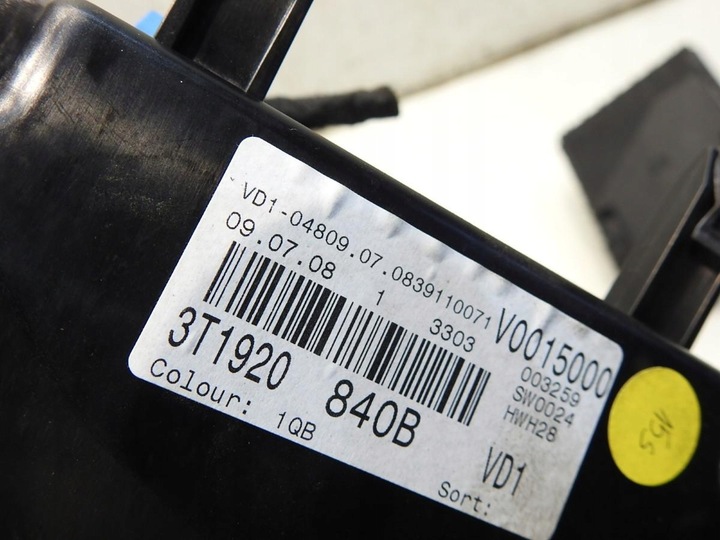 VD1-04809.07.0839110071
09.07.08 1 3303
V0015000
003259
SW0024
HWH28
3T1920 840B
Colour: 1QB
VD1
Sort: